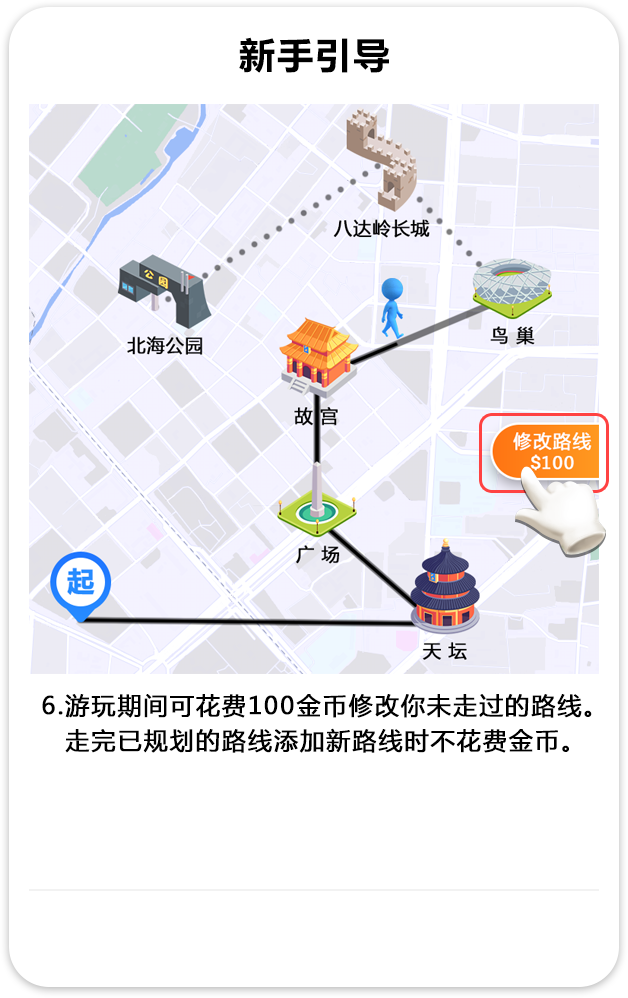 新手引导
八达岭长城
公园
北海公园
鸟巢
故宫
修改路线
$100
广场
起
天坛
6.游玩期间可花费100金币修改你未走过的路线。
走完已规划的路线添加新路线时不花费金币。